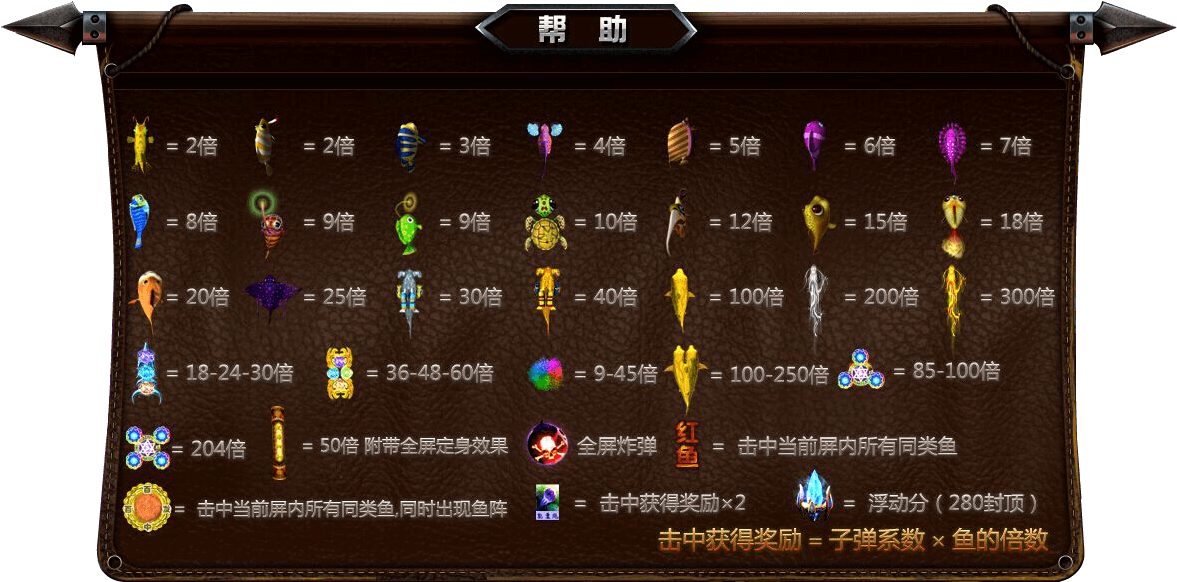 帮 助
= 2倍 = 2倍 = 3倍 = 4倍 = 5倍 = 6倍 = 7倍
= 8倍 = 9倍 = 9倍 = 10倍 = 12倍 = 15倍 = 18倍
= 20倍 = 25倍 = 30倍 = 40倍 = 100倍 = 200倍 = 300倍
= 18-24-30倍 = 36-48-60倍 = 9-45倍 = 100-250倍 = 85-100倍
= 204倍 = 50倍 附带全屏定身效果 全屏炸弹 红鱼 = 击中当前屏内所有同类鱼
= 击中当前屏内所有同类鱼,同时出现鱼阵 = 击中获得奖励×2 = 浮动分（280封顶）
击中获得奖励 = 子弹系数 × 鱼的倍数